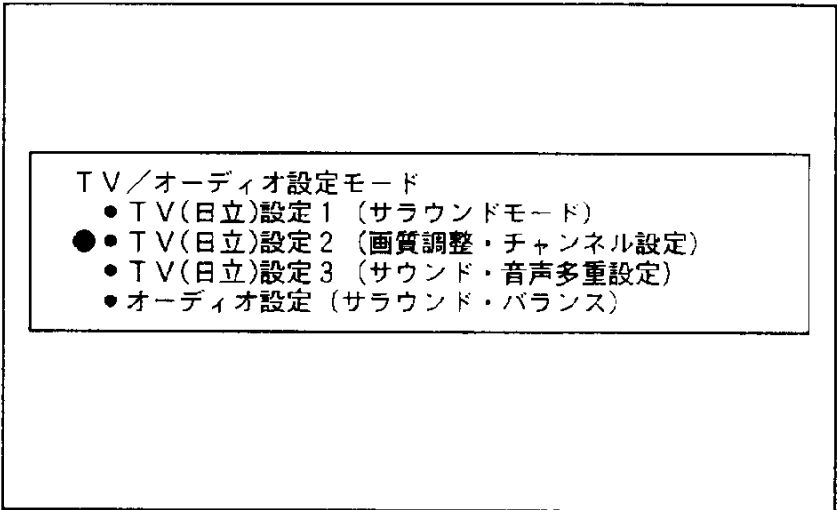 TV/オーディオ設定モード
•TV(日立)設定1(サラウンドモード)
●•TV(日立)設定2(画質調整・チャンネル設定)
•TV(日立)設定3(サウンド・音声多重設定)
•オーディオ設定(サラウンド・バランス)